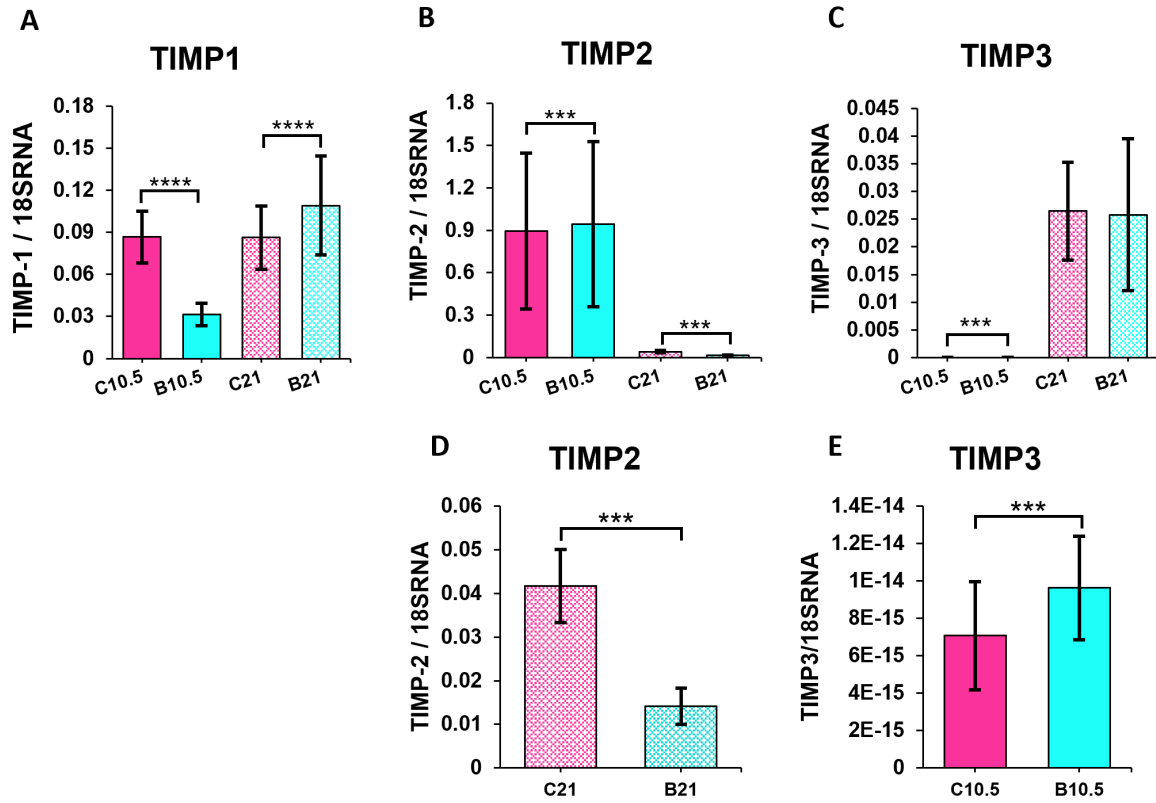 A
TIMP1
TIMP-1 / 18SRNA
0.18
0.15
0.12
0.09
0.06
0.03
0
****
****
C10.5
B10.5
C21
B21
B
TIMP2
TIMP-2 / 18SRNA
1.8
1.5
1.2
0.9
0.6
0.3
0
***
***
C10.5
B10.5
C21
B21
C
TIMP3
TIMP-3 / 18SRNA
0.045
0.04
0.035
0.03
0.025
0.02
0.015
0.01
0.005
0
***
C10.5
B10.5
C21
B21
D
TIMP2
TIMP-2 / 18SRNA
0.06
0.05
0.04
0.03
0.02
0.01
0
***
C21
B21
E
TIMP3
TIMP3/18SRNA
1.4E-14
1.2E-14
1E-14
8E-15
6E-15
4E-15
2E-15
0
***
C10.5
B10.5